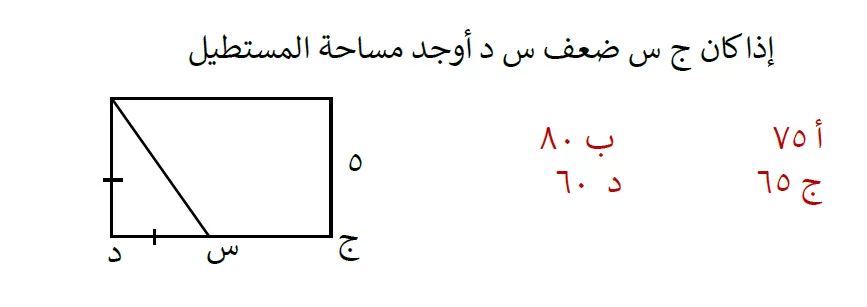 إذا كان ج س ضعف س د أوجد مساحة المستطيل
أ ٧٥ ب ٨٠
ج ٦٥ د ٦٠
٥
د س ج